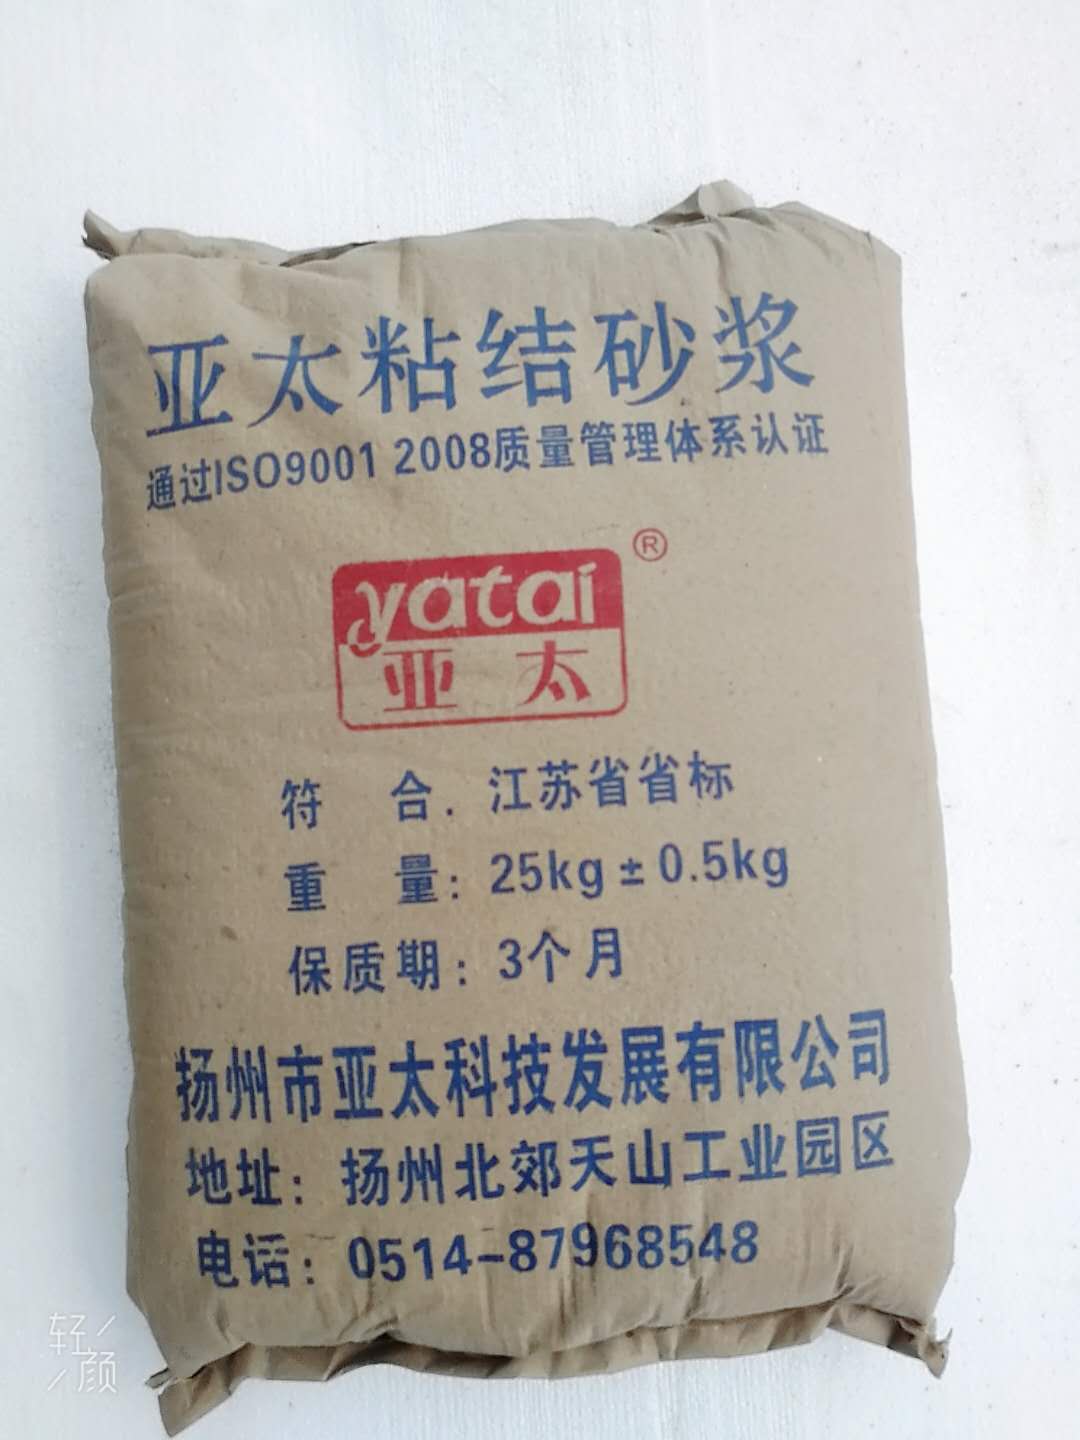 亚太粘结砂浆
通过ISO9001 2008质量管理体系认证
®
yatai
亚太
符合. 江苏省省标
重量: 25kg±0.5kg
保质期: 3个月
扬州市亚太科技发展有限公司
地址: 扬州北郊天山工业园区
电话: 0514-87968548
轻颜